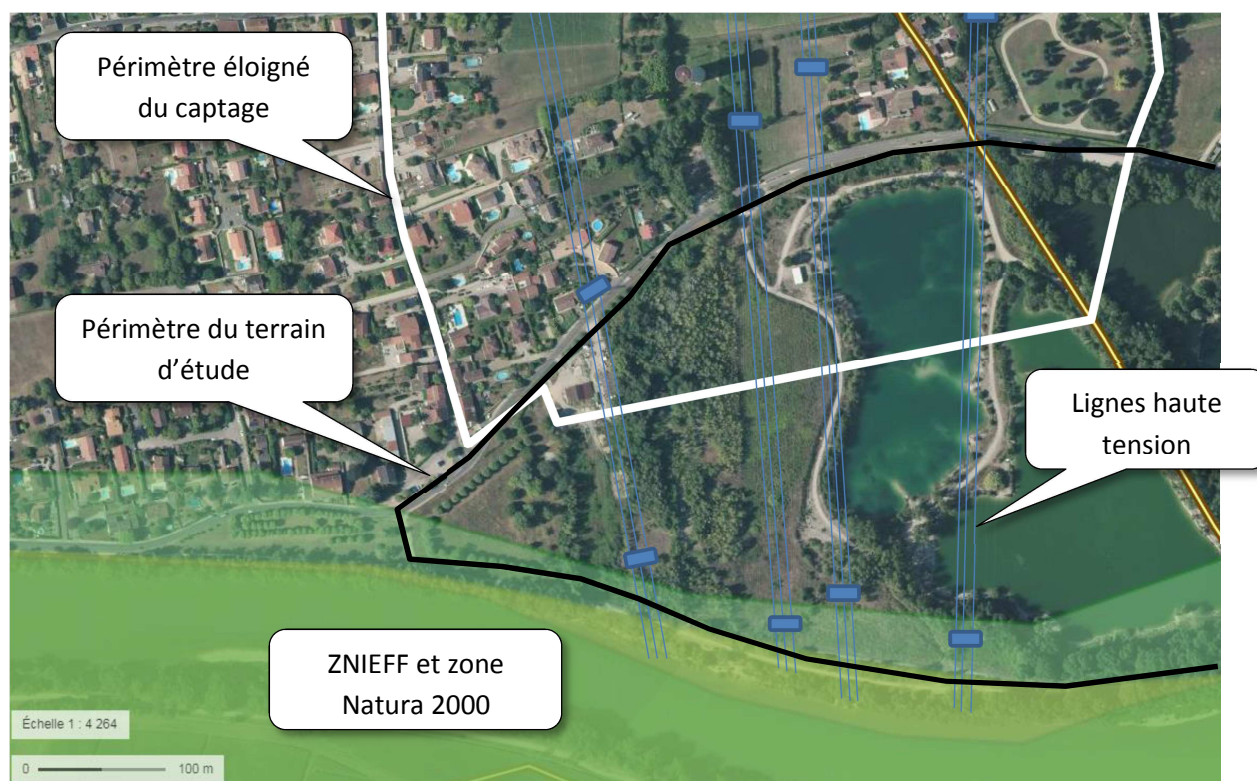 Périmètre éloigné
du captage
Périmètre du terrain
d’étude
Lignes haute
tension
ZNIEFF et zone
Natura 2000
Échelle 1 : 4 264
0 100 m